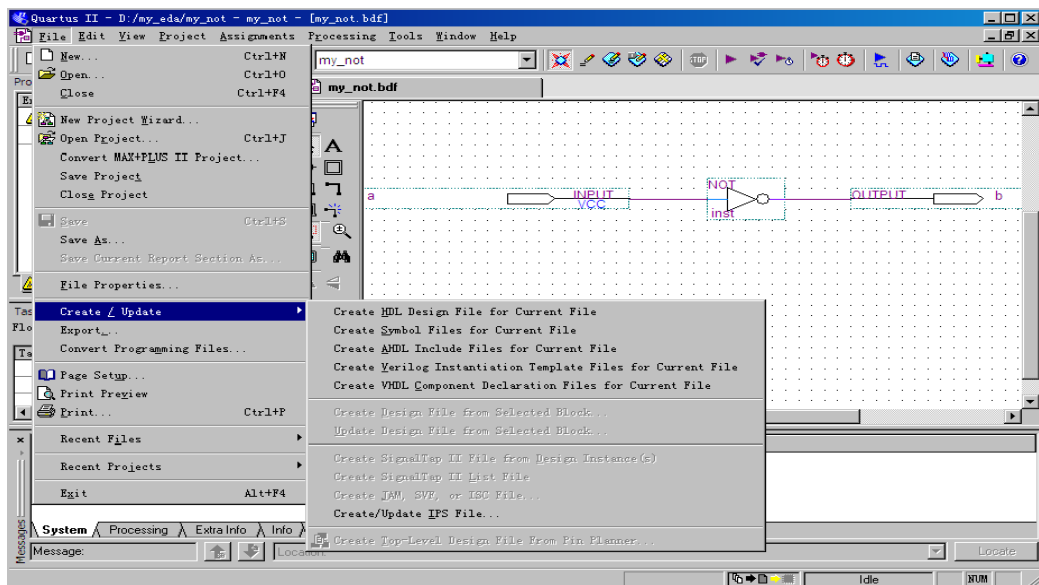 Quartus II - D:/my_eda/my_not - my_not - [my_not.bdf]
File Edit View Project Assignments Processing Tools Window Help
New... Ctrl+N
Open... Ctrl+O
Close Ctrl+F4
New Project Wizard...
Open Project... Ctrl+J
Convert MAX+PLUS II Project...
Save Project
Close Project
Save Ctrl+S
Save As...
Save Current Report Section As...
File Properties...
Create / Update
Export...
Convert Programming Files...
Page Setup...
Print Preview
Print... Ctrl+P
Recent Files
Recent Projects
Exit Alt+F4
my_not
my_not.bdf
a
INPUT
VCC
NOT
inst
OUTPUT
b
Create HDL Design File for Current File
Create Symbol Files for Current File
Create AHDL Include Files for Current File
Create Verilog Instantiation Template Files for Current File
Create VHDL Component Declaration Files for Current File
Create Design File from Selected Block...
Update Design File from Selected Block...
Create SignalTap II File from Design Instance(s)
Create SignalTap II List File
Create JAM, SVF, or ISC File...
Create/Update IPS File...
Create Top-Level Design File From Pin Planner...
Pro
Tas
Flo
Ta
Messages
System Processing Extra Info Info
Message:
Location:
Locate
Idle
NUM